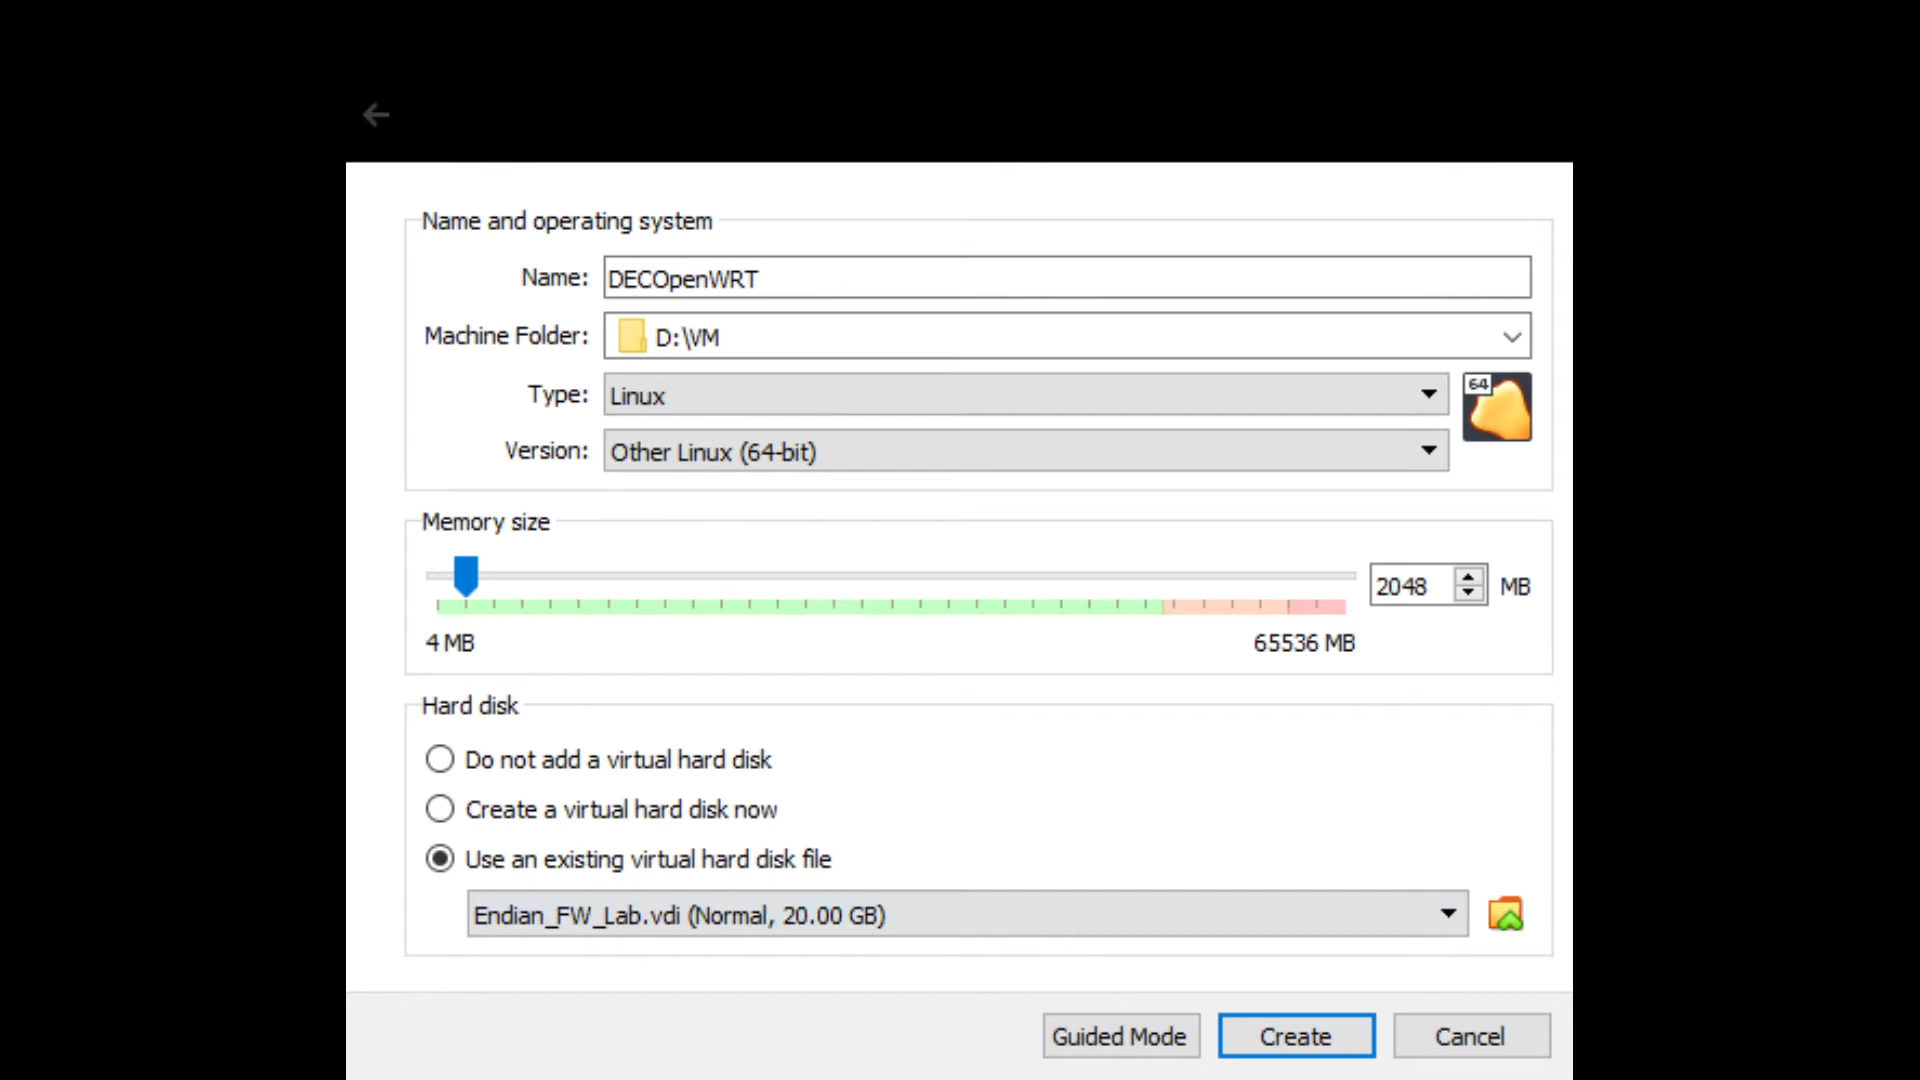 Name and operating system
Name: DECOpenWRT
Machine Folder: D:\VM
Type: Linux
64
Version: Other Linux (64-bit)
Memory size
2048 MB
4 MB 65536 MB
Hard disk
Do not add a virtual hard disk
Create a virtual hard disk now
Use an existing virtual hard disk file
Endian_FW_Lab.vdi (Normal, 20.00 GB)
Guided Mode Create Cancel